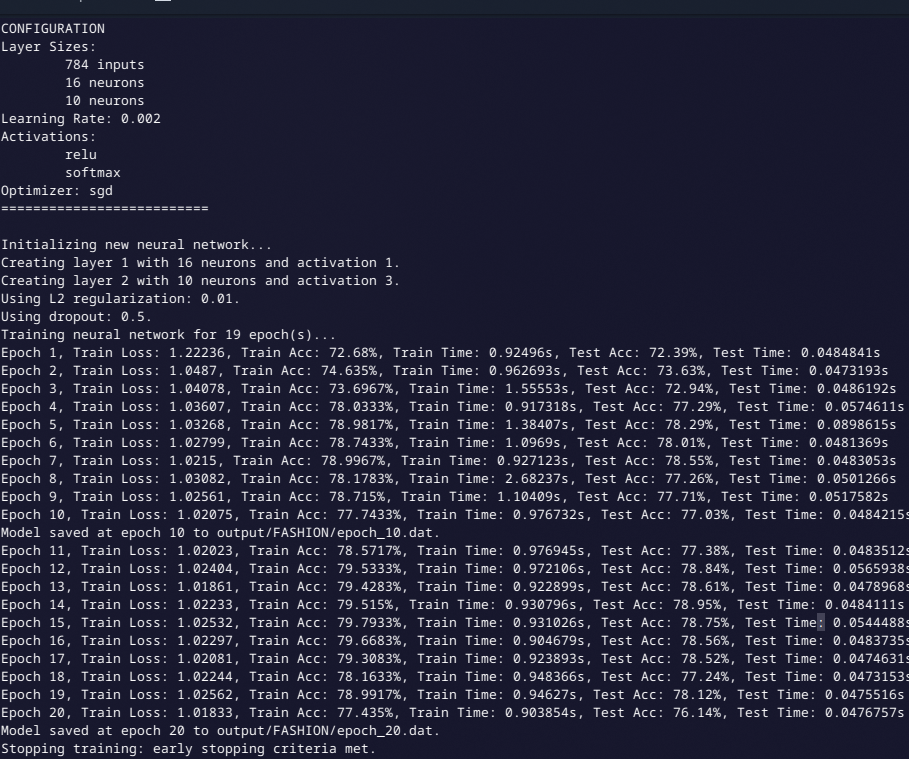 CONFIGURATION
Layer Sizes:
784 inputs
16 neurons
10 neurons
Learning Rate: 0.002
Activations:
relu
softmax
Optimizer: sgd
==========================
Initializing new neural network...
Creating layer 1 with 16 neurons and activation 1.
Creating layer 2 with 10 neurons and activation 3.
Using L2 regularization: 0.01.
Using dropout: 0.5.
Training neural network for 19 epoch(s)...
Epoch 1, Train Loss: 1.22236, Train Acc: 72.68%, Train Time: 0.92496s, Test Acc: 72.39%, Test Time: 0.0484841s
Epoch 2, Train Loss: 1.0487, Train Acc: 74.635%, Train Time: 0.962693s, Test Acc: 73.63%, Test Time: 0.0473193s
Epoch 3, Train Loss: 1.04078, Train Acc: 73.6967%, Train Time: 1.55553s, Test Acc: 72.94%, Test Time: 0.0486192s
Epoch 4, Train Loss: 1.03607, Train Acc: 78.0333%, Train Time: 0.917318s, Test Acc: 77.29%, Test Time: 0.0574611s
Epoch 5, Train Loss: 1.03268, Train Acc: 78.9817%, Train Time: 1.38407s, Test Acc: 78.29%, Test Time: 0.0898615s
Epoch 6, Train Loss: 1.02799, Train Acc: 78.7433%, Train Time: 1.0969s, Test Acc: 78.01%, Test Time: 0.0481369s
Epoch 7, Train Loss: 1.0215, Train Acc: 78.9967%, Train Time: 0.927123s, Test Acc: 78.55%, Test Time: 0.0483053s
Epoch 8, Train Loss: 1.03082, Train Acc: 78.1783%, Train Time: 2.68237s, Test Acc: 77.26%, Test Time: 0.0501266s
Epoch 9, Train Loss: 1.02561, Train Acc: 78.715%, Train Time: 1.10409s, Test Acc: 77.71%, Test Time: 0.0517582s
Epoch 10, Train Loss: 1.02075, Train Acc: 77.7433%, Train Time: 0.976732s, Test Acc: 77.03%, Test Time: 0.0484215s
Model saved at epoch 10 to output/FASHION/epoch_10.dat.
Epoch 11, Train Loss: 1.02023, Train Acc: 78.5717%, Train Time: 0.976945s, Test Acc: 77.38%, Test Time: 0.0483512s
Epoch 12, Train Loss: 1.02404, Train Acc: 79.5333%, Train Time: 0.972106s, Test Acc: 78.84%, Test Time: 0.0565938s
Epoch 13, Train Loss: 1.01861, Train Acc: 79.4283%, Train Time: 0.922899s, Test Acc: 78.61%, Test Time: 0.0478968s
Epoch 14, Train Loss: 1.02233, Train Acc: 79.515%, Train Time: 0.930796s, Test Acc: 78.95%, Test Time: 0.0484111s
Epoch 15, Train Loss: 1.02532, Train Acc: 79.7933%, Train Time: 0.931026s, Test Acc: 78.75%, Test Time: 0.0544488s
Epoch 16, Train Loss: 1.02297, Train Acc: 79.6683%, Train Time: 0.904679s, Test Acc: 78.56%, Test Time: 0.0483735s
Epoch 17, Train Loss: 1.02081, Train Acc: 79.3083%, Train Time: 0.923893s, Test Acc: 78.52%, Test Time: 0.0474631s
Epoch 18, Train Loss: 1.02244, Train Acc: 78.1633%, Train Time: 0.948366s, Test Acc: 77.24%, Test Time: 0.0473153s
Epoch 19, Train Loss: 1.02562, Train Acc: 78.9917%, Train Time: 0.94627s, Test Acc: 78.12%, Test Time: 0.0475516s
Epoch 20, Train Loss: 1.01833, Train Acc: 77.435%, Train Time: 0.903854s, Test Acc: 76.14%, Test Time: 0.0476757s
Model saved at epoch 20 to output/FASHION/epoch_20.dat.
Stopping training: early stopping criteria met.